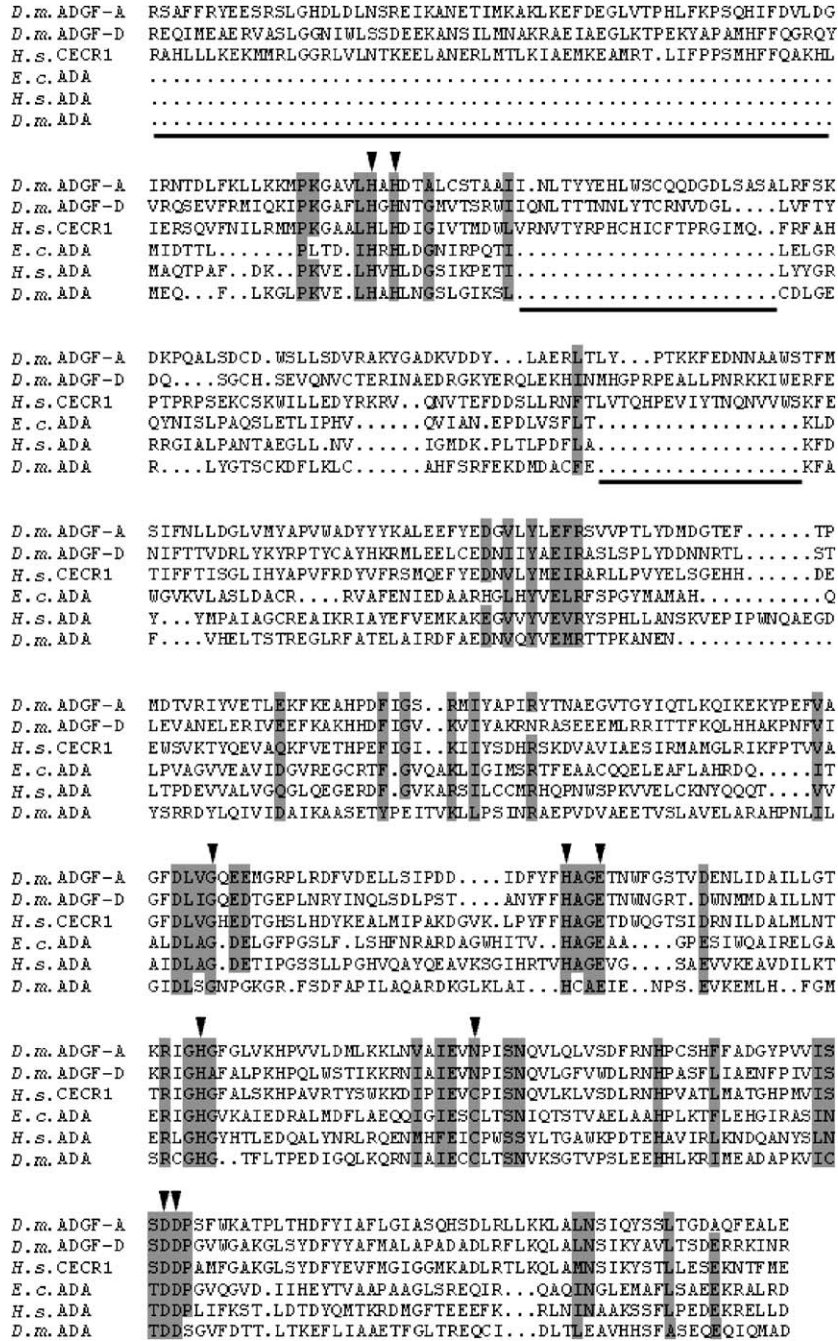 D.m. ADGF-A RSAFFRYEESRSLGHDLDLNSREIKANETIMKAKLKEFDEGLVTPHLFKPSQHIFDVLDG
D.m. ADGF-D REQIMEAERVASLGGNIWLSSDEEKANSILMNAKRAEIAEGLKTPEKYAPAMHFFQGRQY
H.s. CECR1 RAHLLLKEKMMRLGGRLVLNTKEELANERLMTLKIAEMKEAMRT.LIFPPSMHFFQAKHL
E.c. ADA ............................................................
H.s. ADA ............................................................
D.m. ADA ............................................................
D.m. ADGF-A IRNTDLFKLLKKMPKGAVLHAHDTALCSTAAII.NLTYYEHLWSCQQDGDLSASALRFSK
D.m. ADGF-D VRQSEVFRMIQKIPKGAFLHGHNTGMVTSRWIIQNLTTTNNLYTCRNVDGL....LVFTY
H.s. CECR1 IERSQVFNILRMMPKGAALHLHDIGIVTMDWLVRNVTYRPHCHICFTPRGIMQ..FRFAH
E.c. ADA MIDTTL.......PLTD.IHRHLDGNIRPQTI.......................LELGR
H.s. ADA MAQTPAF..DK..PKVE.LHVHLDGSIKPETI.......................LYYGR
D.m. ADA MEQ...F..LKGLPKVE.LHAHLNGSLGIKSL.......................CDLGE
D.m. ADGF-A DKPQALSDCD.WSLLSDVRAKYGADKVDDY...LAERLTLY...PTKKFEDNNAAWSTFM
D.m. ADGF-D DQ....SGCH.SEVQNVCTERINAEDRGKYERQLEKHINMHGPRPEALLPNRKKIWERFE
H.s. CECR1 PTPRPSEKCSKWILLEDYRKRV..QNVTEFDDSLLRNFTLVTQHPEVIYTNQNVVWSKFE
E.c. ADA QYNISLPAQSLETLIPHV......QVIAN.EPDLVSFLT..................KLD
H.s. ADA RRGIALPANTAEGLL.NV......IGMDK.PLTLPDFLA..................KFD
D.m. ADA R....LYGTSCKDFLKLC......AHFSRFEKDMDACFE..................KFA
D.m. ADGF-A SIFNLLDGLVMYAPVWADYYYKALEEFYEDGVLYLEFRSVVPTLYDMDGTEF.......TP
D.m. ADGF-D NIFTTVDRLYKYRPTYCAYHKRMLEELCEDNIIYAEIRASLSPLYDDNNRTL......ST
H.s. CECR1 TIFFTISGLIHYAPVFRDYVFRSMQEFYEDNVLYMEIRARLLPVYELSGEHH......DE
E.c. ADA WGVKVLASLDACR....RVAFENIEDAARHGLHYVELRFSPGYMAMAH...........Q
H.s. ADA Y...YMPAIAGCREAIKRIAYEFVEMKAKEGVVYVEVRYSPHLLANSKVEPIPWNQAEGD
D.m. ADA F....VHELTSTREGLRFATELAIRDFAEDNVQYVEMRTTPKANEN..............
D.m. ADGF-A MDTVRIYVETLEKFKEAHPDFIGS..RMIYAPIRYTNAEGVTGYIQTLKQIKEKYPEFVA
D.m. ADGF-D LEVANELERIVEEFKAKHHDFIGV..KVIYAKRNRASEEEMLRRITTFKQLHHAKPNFVI
H.s. CECR1 EWSVKTYQEVAQKFVETHPEFIGI..KIIYSDHRSKDVAVIAESIRMAMGLRIKFPTVVA
E.c. ADA LPVAGVVEAVIDGVREGCRTF.GVQAKLIGIMSRTFEAACQQELEAFLAHRDQ.....IT
H.s. ADA LTPDEVVALVGQGLQEGERDF.GVKARSILCCMRHQPNWSPKVVELCKNYQQQT....VV
D.m. ADA YSRRDYLQIVIDAIKAASETYPEITVKLLPSINRAEPVDVAEETVSLAVELARAHPNLIL
D.m. ADGF-A GFDLVGQEEMGRPLRDFVDELLSIPDD....IDFYFHAGETNWFGSTVDENLIDAILLGT
D.m. ADGF-D GFDLIGQEDTGEPLNRYINQLSDLPST....ANYFFHAGETNWNGRT.DWNMMDAILLGT
H.s. CECR1 GFDLVGHEDTGHSLHDYKEALMIPAKDGVK.LPYFFHAGETDWQGTSIDRNLILDALMLNT
E.c. ADA ALDLAG.DELGFPGSLF.LSHFNRARDAGWHITV..HAGEAA...GPESIWQAIRELGA
H.s. ADA AIDLAG.DETIPGSSLLPGHVQAYQEAVKSGIHRTVHAGEVG...SAEVVKEAVDILKT
D.m. ADA GIDLSGNPGKGR.FSDFAPILAQARDKGLKLAI...HCAEIE..NPS.EVKEMLH.FGM
D.m. ADGF-A KRIGHGFGLVKHPVVLDMLKKLNVAIEVNPISNQVLQLVSDFRNHPCSHFFADGYPVVIS
D.m. ADGF-D KRIGHAFALPKHPQLWSTIKKRNIAIEVNPISNQVLGFVWDLRNHPASFLIAENFPIVIS
H.s. CECR1 TRIGHGFALSKHPAVRTYSWKKDIPIEVCPISNQVLKLVSDLRNHPVATLMATGHPMVIS
E.c. ADA ERIGHGVKAIEDRALMDFLAEQQIGIESCLTSNIQTSTVAELAAHPLKTFLEHGIRASIN
H.s. ADA ERLGHGYHTLEDQALYNRLRQENMHFEICPWSSYLTGAWKPDTEHAVIRLKNDQANYSLN
D.m. ADA SRCGHG..TFLTPEDIGQLKQRNIAIECCLTSNVKSGTVPSLEEHHLKRIMEADAPKVIC
D.m. ADGF-A SDDPSFWKATPLTHDFYIAFLGIASQHSDLRLLKKLALNSIQYSSLTGDAQFEALE
D.m. ADGF-D SDDPGVWGAKGLSYDFYYAFMALAPADADLRFLKQLALNSIKYAVLTSDERRKINR
H.s. CECR1 SDDPAMFGAKGLSYDFYEVFMGIGGMKADLRTLKQLAMNSIKYSTLLESEKNTFME
E.c. ADA TDDPGVQGVD.IIHEYTVAAPAAGLSREQIR..QAQINGLEMAFLSAEEKRALRD
H.s. ADA TDDPLIFKST.LDTDYQMTKRDMGFTEEEFK..RLNINAAKSSFLPEDEKRELLD
D.m. ADA TDDSGVFDTT.LTKEFLIAAETFGLTREQCI..DLTLEAVHHSFASEQEQIQMAD